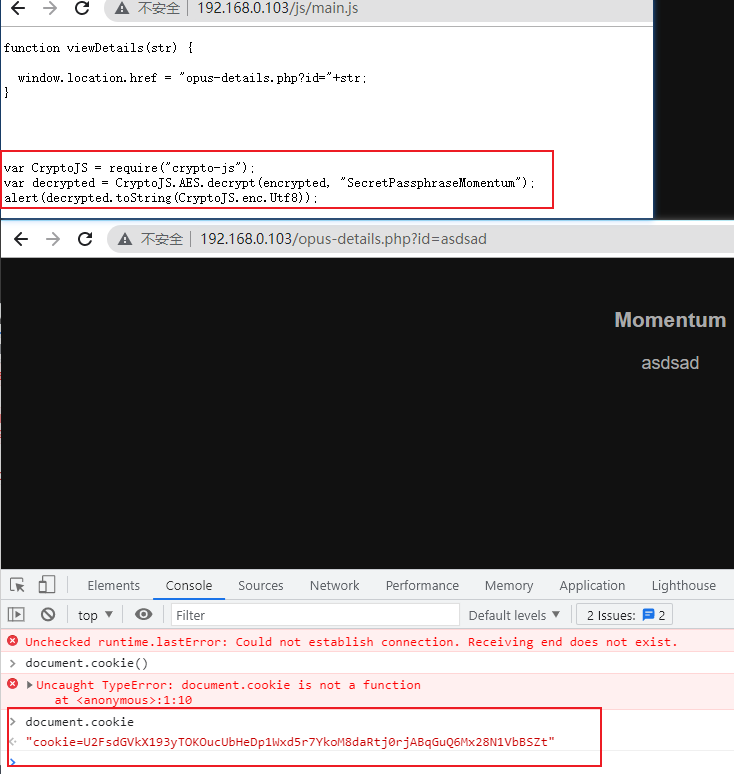 不安全 192.168.0.103/js/main.js
function viewDetails(str) {
window.location.href = "opus-details.php?id="+str;
}
var CryptoJS = require("crypto-js");
var decrypted = CryptoJS.AES.decrypt(encrypted, "SecretPassphraseMomentum");
alert(decrypted.toString(CryptoJS.enc.Utf8));
不安全 192.168.0.103/opus-details.php?id=asdsad
Momentum
asdsad
Elements Console Sources Network Performance Memory Application Lighthouse
top Filter Default levels 2 Issues: 2
Unchecked runtime.lastError: Could not establish connection. Receiving end does not exist.
document.cookie()
Uncaught TypeError: document.cookie is not a function
at <anonymous>:1:10
document.cookie
"cookie=U2FsdGVkX193yTOKOucUbHeDp1Wxd5r7YkoM8daRtj0rjABqGuQ6Mx28N1VbBSZt"